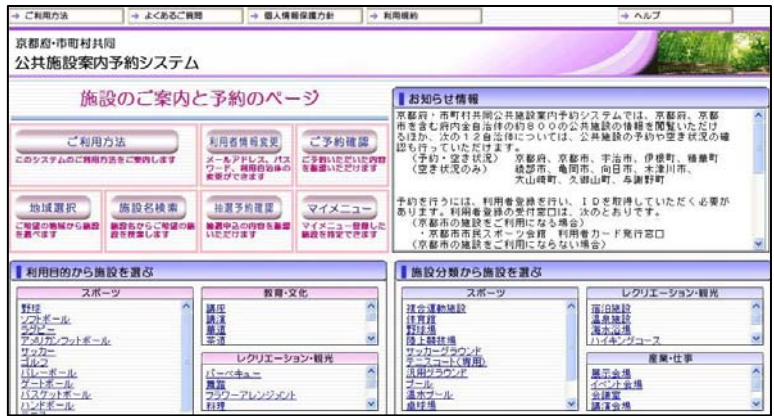 ご利用方法
よくあるご質問
個人情報保護方針
利用規約
ヘルプ
京都府・市町村共同
公共施設案内予約システム
施設のご案内と予約のページ
ご利用方法
このシステムのご利用方法をご案内します
利用者情報変更
メールアドレス、パス
ワード、利用自治体の
変更ができます
ご予約確認
ご予約いただいた内容
を確認いただけます
地域選択
ご希望の地域から施設
を選べます
施設名検索
施設名からご希望の施
設を検索します
抽選予約確認
抽選申込の内容を確認
いただけます
マイメニュー
マイメニュー登録した
施設を指定できます
お知らせ情報
京都府・市町村共同公共施設案内予約システムでは、京都府、京都
市を含む府内全自治体の約800の公共施設の情報を閲覧いただけ
るほか、次の12自治体については、公共施設の予約や空き状況の確
認も行っていただけます。
(予約・空き状況) 京都府、京都市、宇治市、伊根町、精華町
(空き状況のみ) 綾部市、亀岡市、向日市、木津川市、
大山崎町、久御山町、与謝野町
予約を行うには、利用者登録を行い、IDを取得していただく必要が
あります。利用者登録の受付窓口は、次のとおりです。
(京都市の施設をご利用になる場合)
・京都市市民スポーツ会館 利用者カード発行窓口
(京都市の施設をご利用にならない場合)
利用目的から施設を選ぶ
スポーツ
野球
ソフトボール
ラグビー
アメリカンフットボール
サッカー
ゴルフ
バレーボール
ゲートボール
バスケットボール
ハンドボール
教育・文化
講座
講演
華道
茶道
レクリエーション・観光
バーベキュー
舞踊
フラワーアレンジメント
料理
施設分類から施設を選ぶ
スポーツ
複合運動施設
体育館
野球場
陸上競技場
サッカーグラウンド
テニスコート(専用)
汎用グラウンド
プール
温水プール
卓球場
レクリエーション・観光
宿泊施設
温泉施設
海水浴場
ハイキングコース
産業・仕事
展示会場
イベント会場
会議室
講演会場